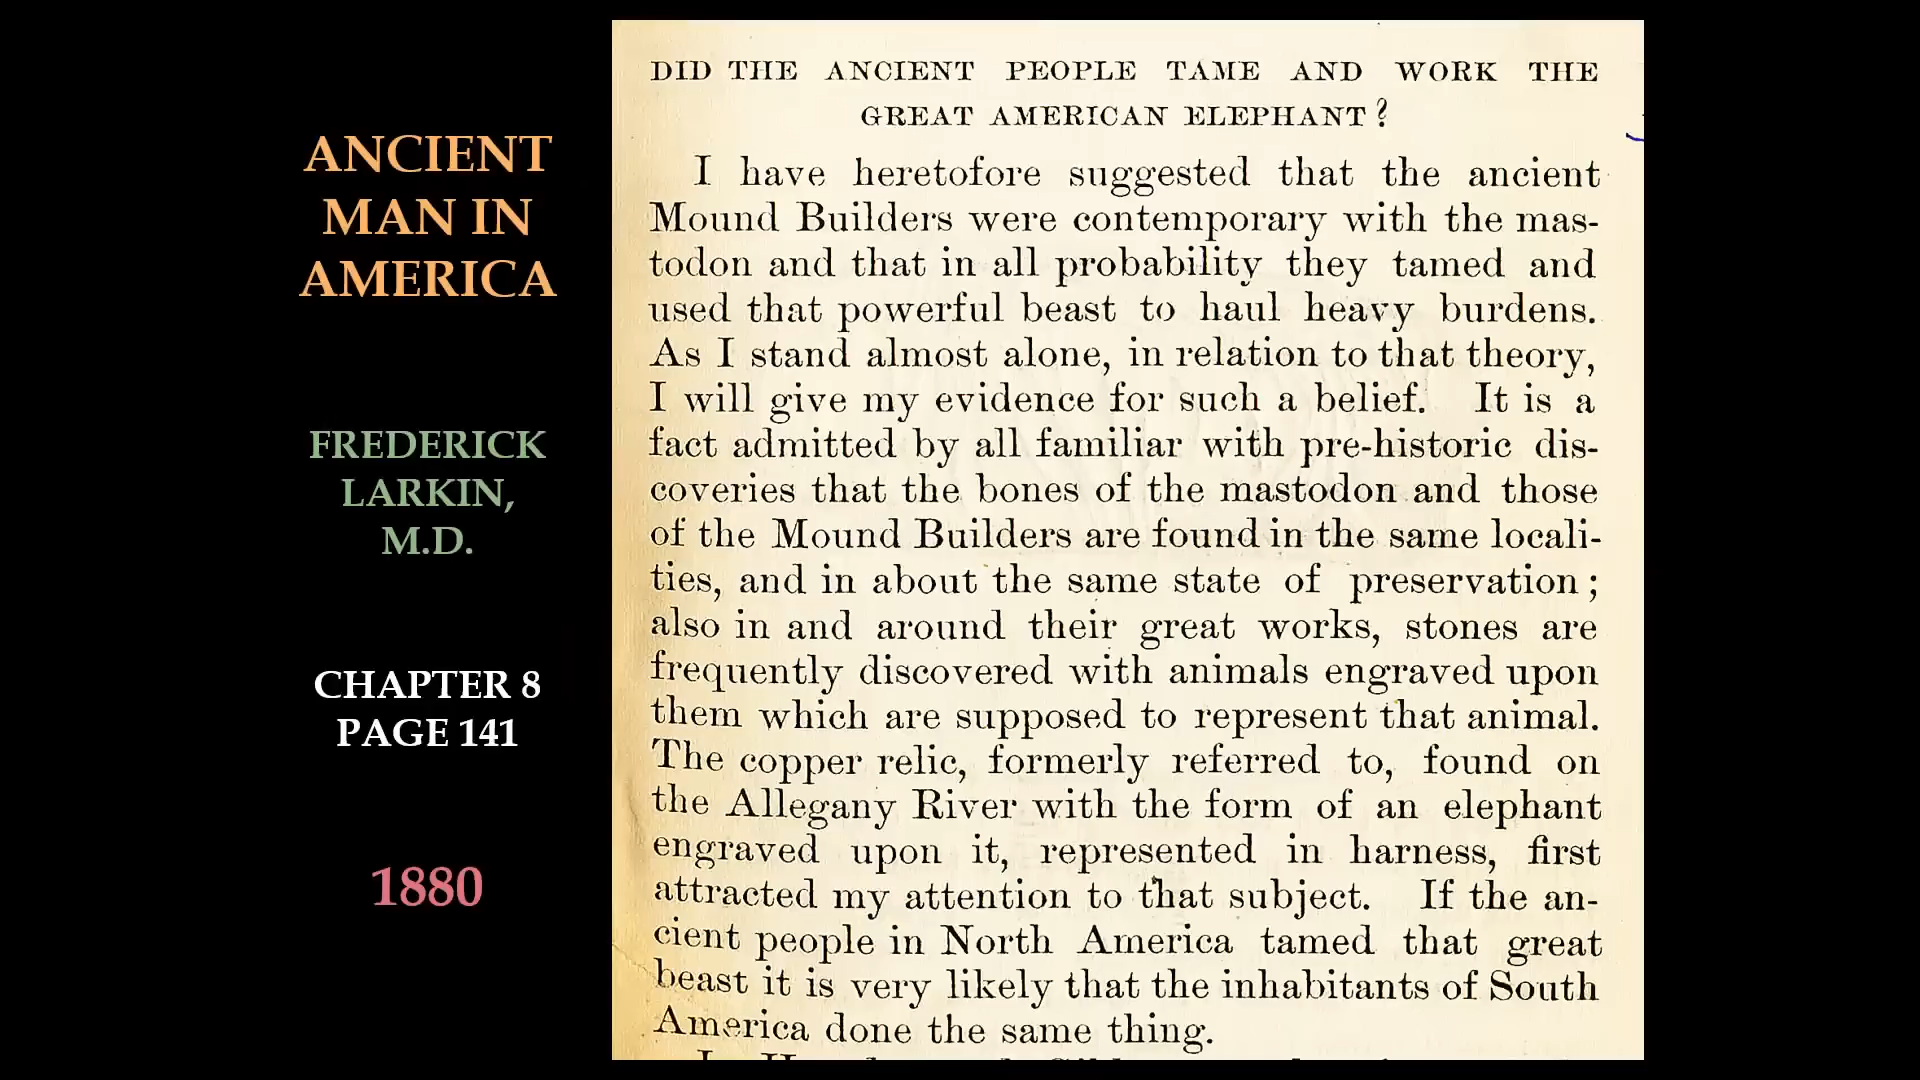 ANCIENT
MAN IN
AMERICA
FREDERICK
LARKIN,
M.D.
CHAPTER 8
PAGE 141
1880
DID THE ANCIENT PEOPLE TAME AND WORK THE
GREAT AMERICAN ELEPHANT?
I have heretofore suggested that the ancient
Mound Builders were contemporary with the mas-
todon and that in all probability they tamed and
used that powerful beast to haul heavy burdens.
As I stand almost alone, in relation to that theory,
I will give my evidence for such a belief. It is a
fact admitted by all familiar with pre-historic dis-
coveries that the bones of the mastodon and those
of the Mound Builders are found in the same locali-
ties, and in about the same state of preservation;
also in and around their great works, stones are
frequently discovered with animals engraved upon
them which are supposed to represent that animal.
The copper relic, formerly referred to, found on
the Allegany River with the form of an elephant
engraved upon it, represented in harness, first
attracted my attention to that subject. If the an-
cient people in North America tamed that great
beast it is very likely that the inhabitants of South
America done the same thing.